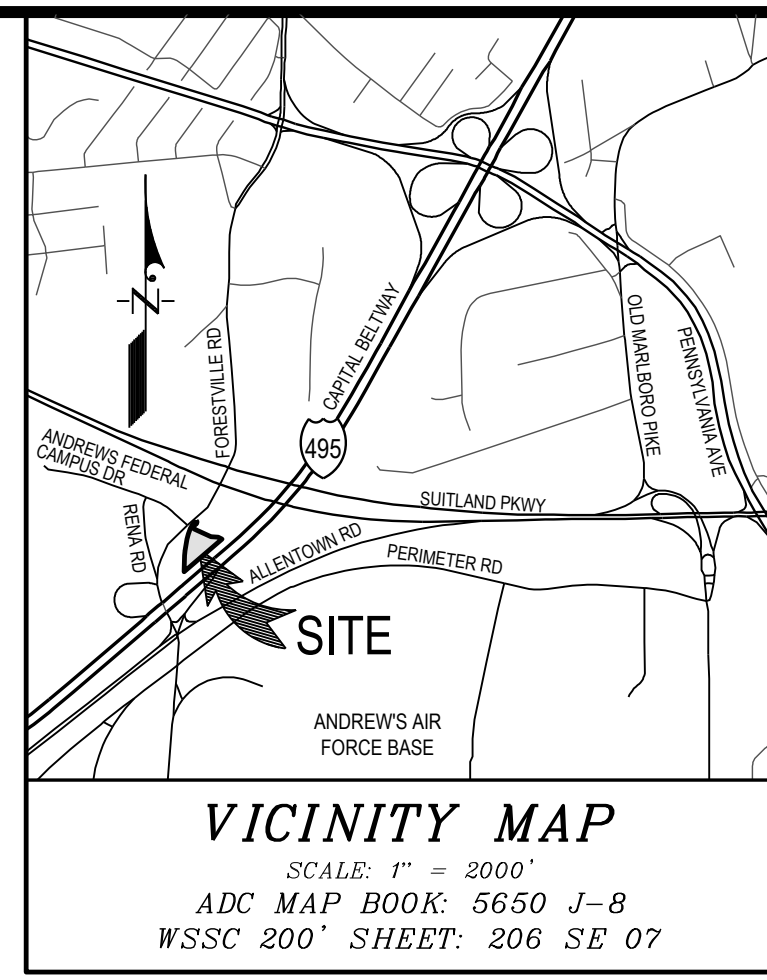 -N-
FORESTVILLE RD
CAPITAL BELTWAY
495
OLD MARLBORO PIKE
PENNSYLVANIA AVE
ANDREWS FEDERAL
CAMPUS DR
RENA RD
SUITLAND PKWY
ALLENTOWN RD
PERIMETER RD
SITE
ANDREW'S AIR
FORCE BASE
VICINITY MAP
SCALE: 1" = 2000'
ADC MAP BOOK: 5650 J-8
WSSC 200' SHEET: 206 SE 07